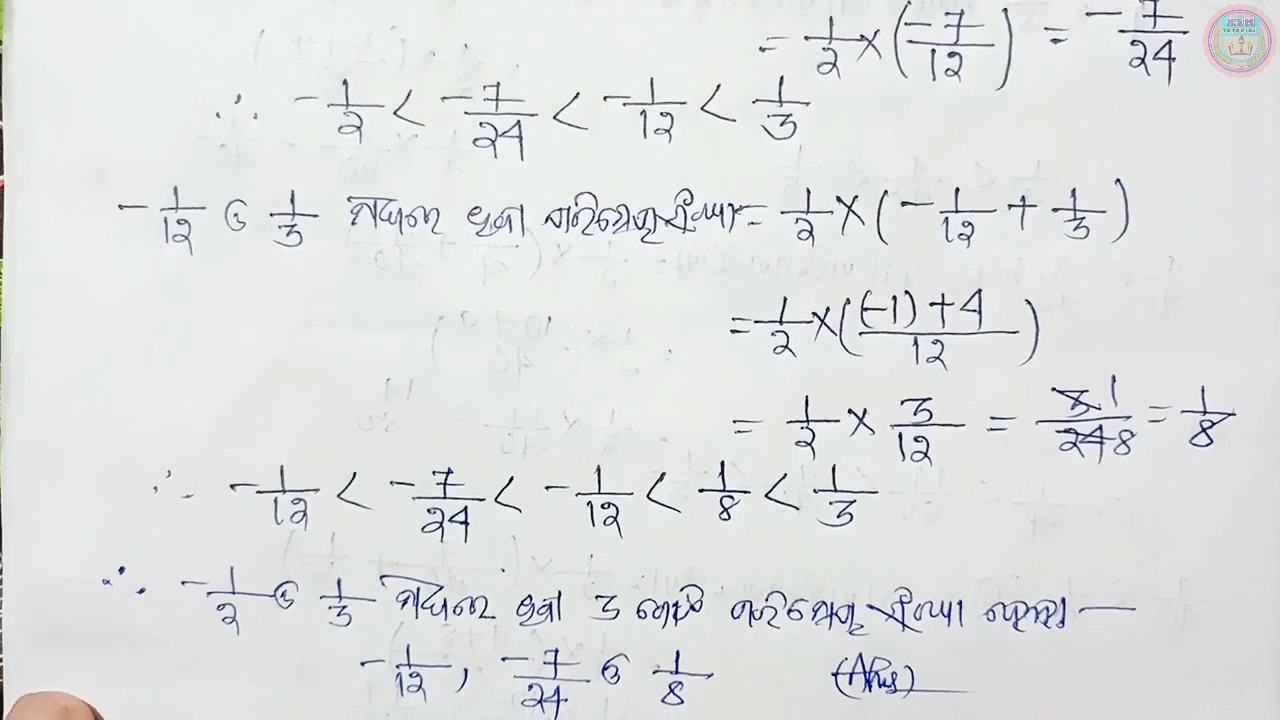 = 1/2 × (-7/12) = -7/24
∴ -1/2 < -7/24 < -1/12 < 1/3
-1/12 ଓ 1/3 ମଧ୍ୟରେ ଥିବା ପରିମେୟ ସଂଖ୍ୟା = 1/2 × (-1/12 + 1/3)
= 1/2 × ((-1)+4/12)
= 1/2 × 3/12 = 3 1/24 8 = 1/8
∴ -1/12 < -7/24 < -1/12 < 1/8 < 1/3
∴ -1/2 ଓ 1/3 ମଧ୍ୟରେ ଥିବା 3 ଗୋଟି ପରିମେୟ ସଂଖ୍ୟା ହେଲା —
-1/12, -7/24 ଓ 1/8 (Ans)